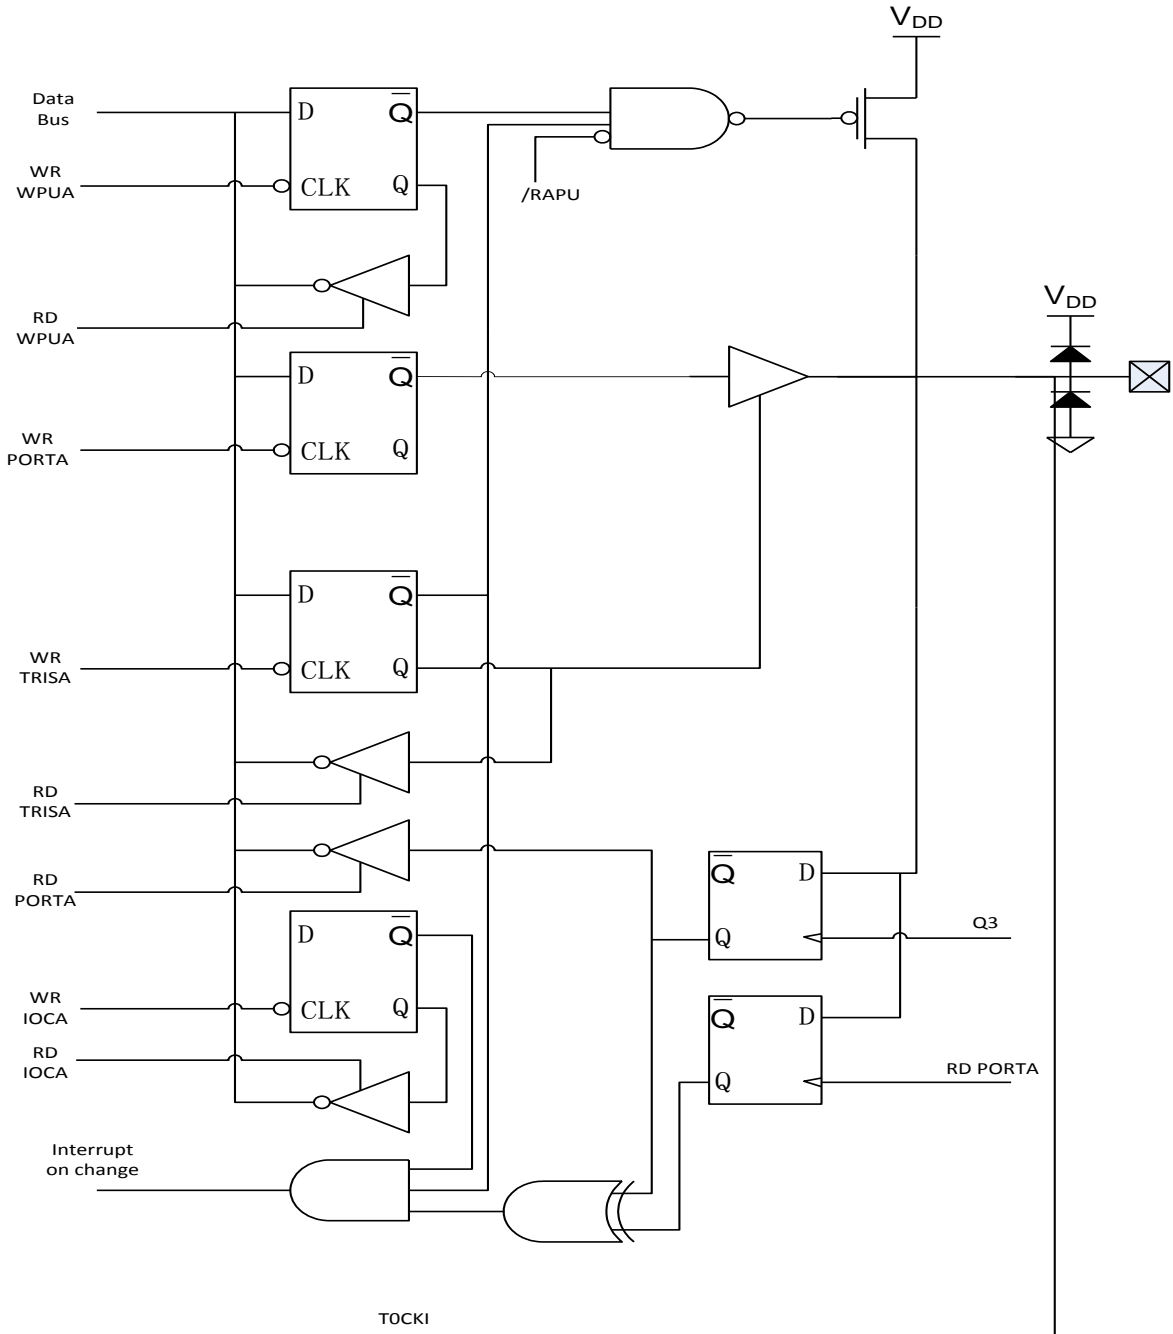 VDD
Data
Bus
D
Q
WR
WPUA
CLK
Q
/RAPU
RD
WPUA
VDD
D
Q
WR
PORTA
CLK
Q
D
Q
WR
TRISA
CLK
Q
RD
TRISA
RD
PORTA
Q
D
Q3
Q
D
Q
WR
IOCA
CLK
Q
RD
IOCA
Q
D
RD PORTA
Q
Interrupt
on change
T0CKI